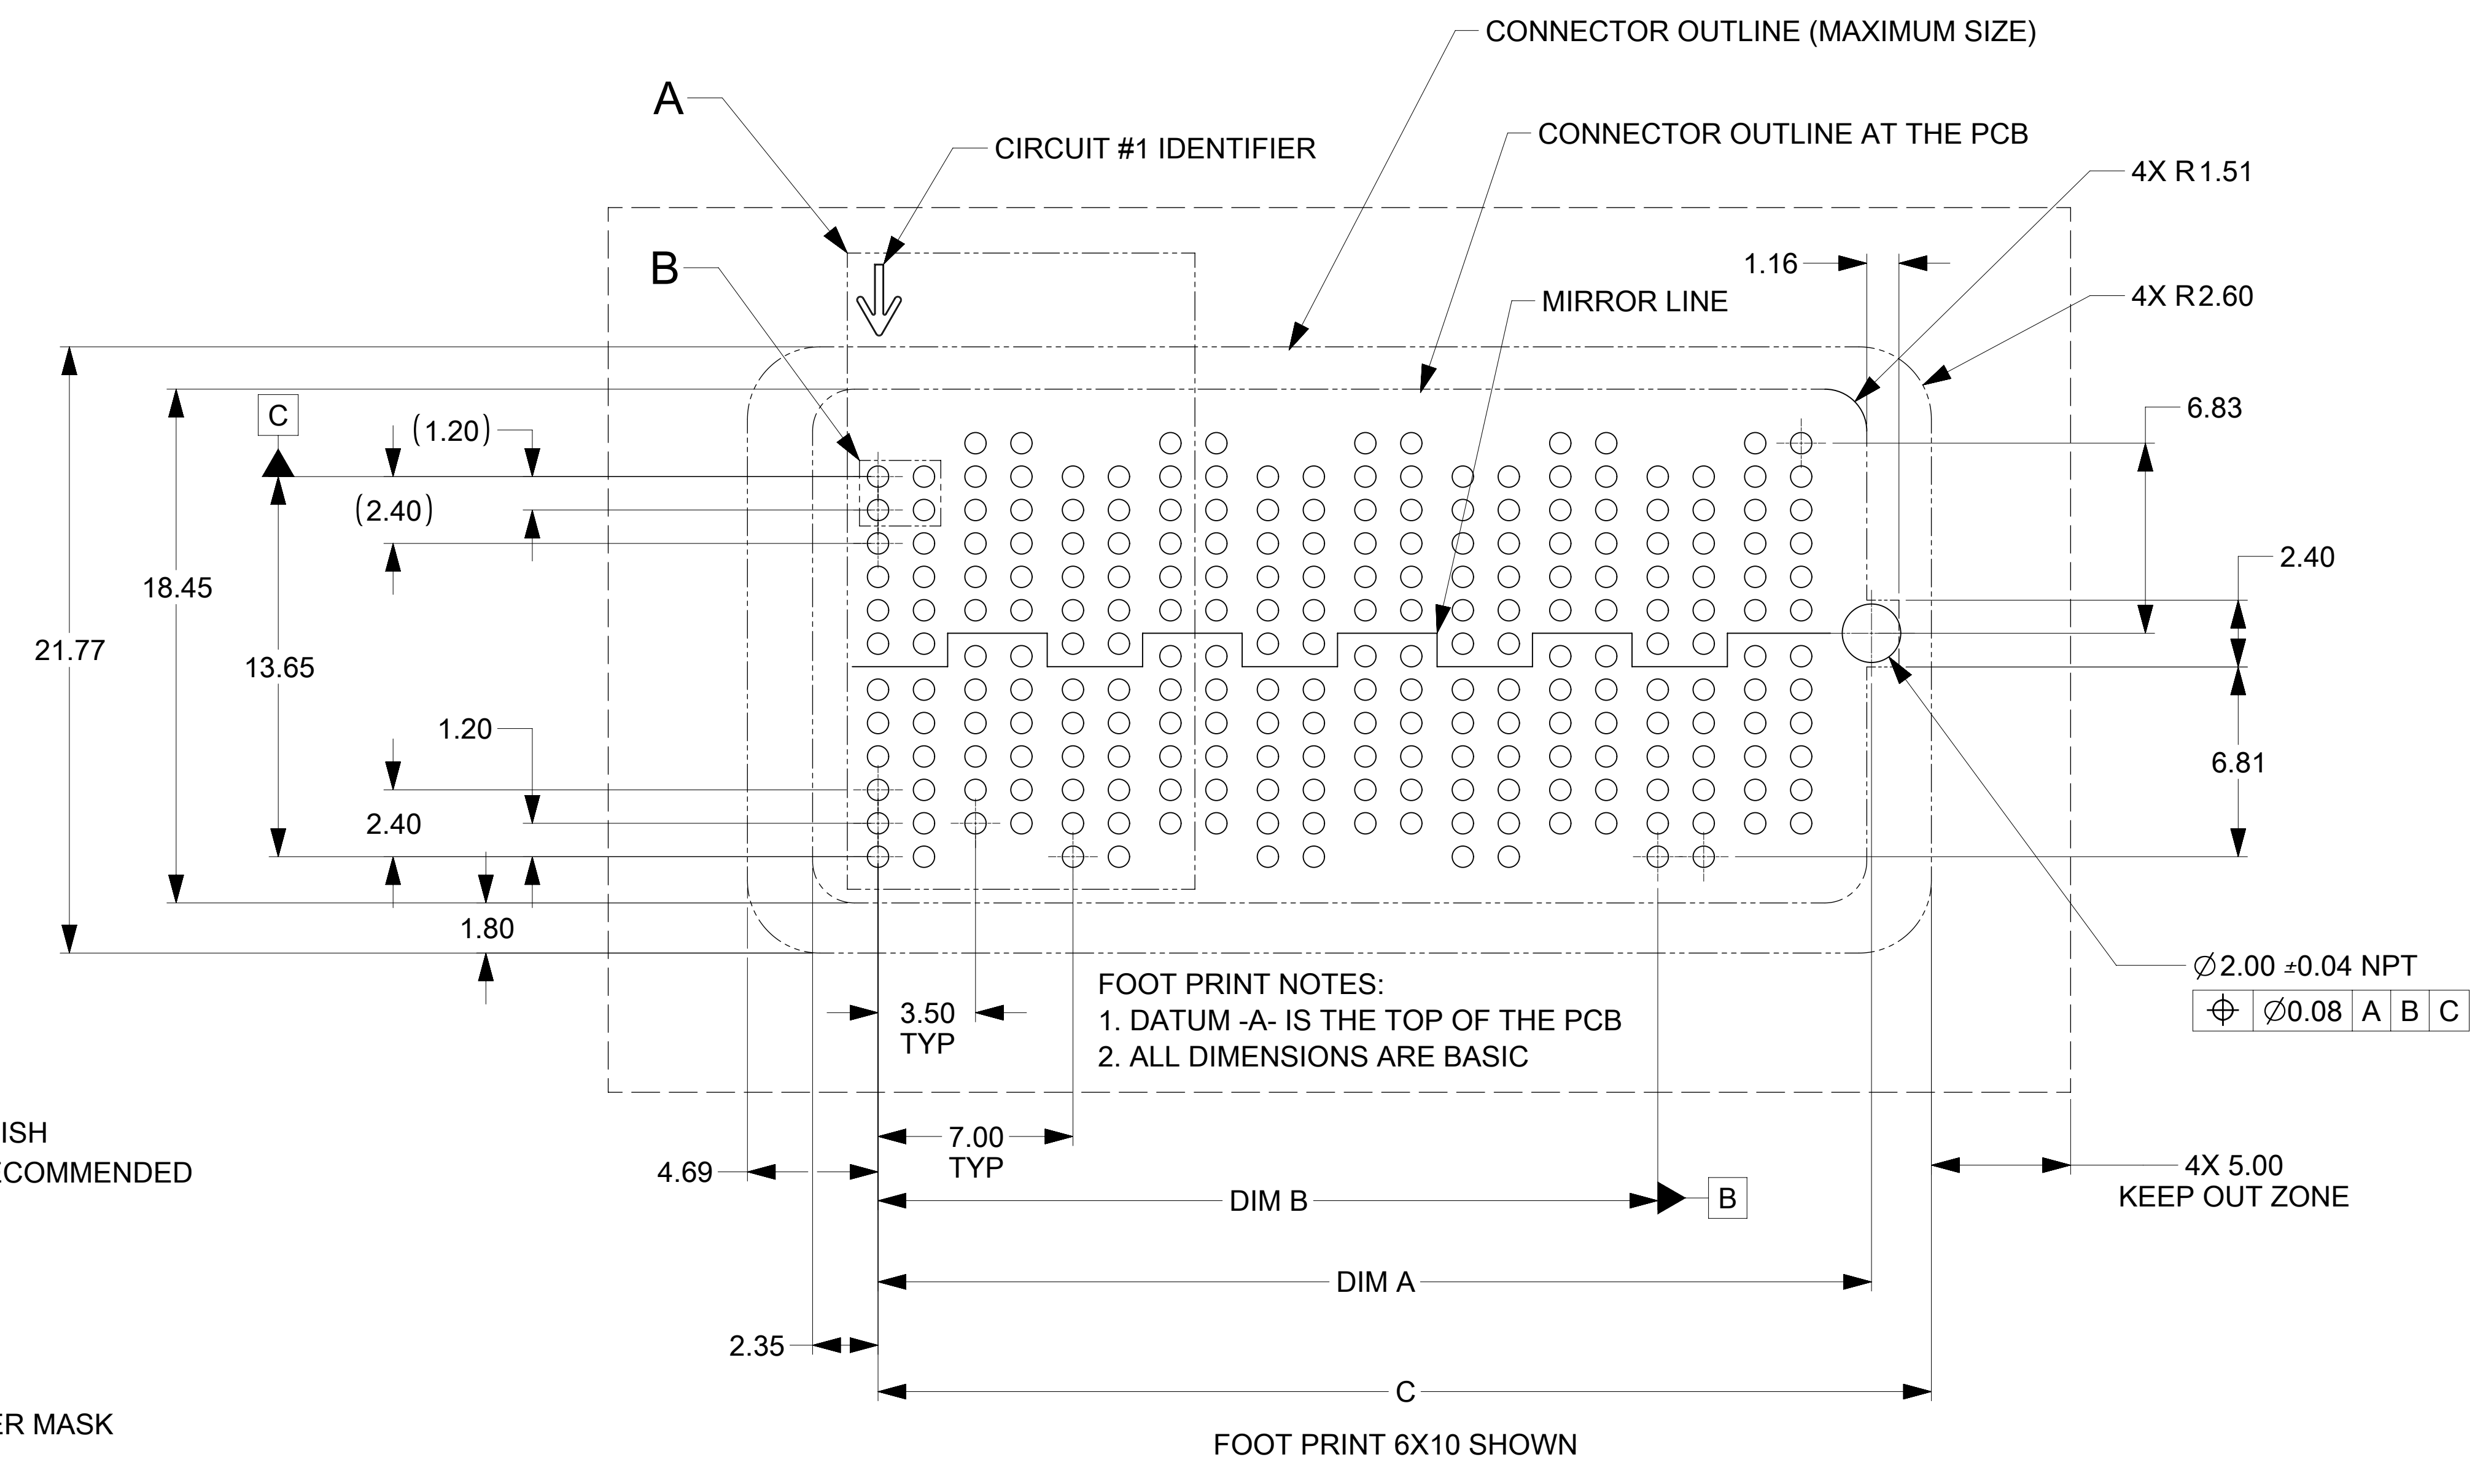 CONNECTOR OUTLINE (MAXIMUM SIZE)
A
CIRCUIT #1 IDENTIFIER
CONNECTOR OUTLINE AT THE PCB
4X R1.51
B
1.16
4X R2.60
MIRROR LINE
C
(1.20)
6.83
(2.40)
2.40
18.45
21.77
13.65
1.20
6.81
2.40
1.80
⌀2.00 ±0.04 NPT
⌖ ⌀0.08 A B C
3.50
TYP
FOOT PRINT NOTES:
1. DATUM -A- IS THE TOP OF THE PCB
2. ALL DIMENSIONS ARE BASIC
ISH
ECOMMENDED
7.00
TYP
4.69
4X 5.00
KEEP OUT ZONE
DIM B
B
DIM A
2.35
C
ER MASK
FOOT PRINT 6X10 SHOWN